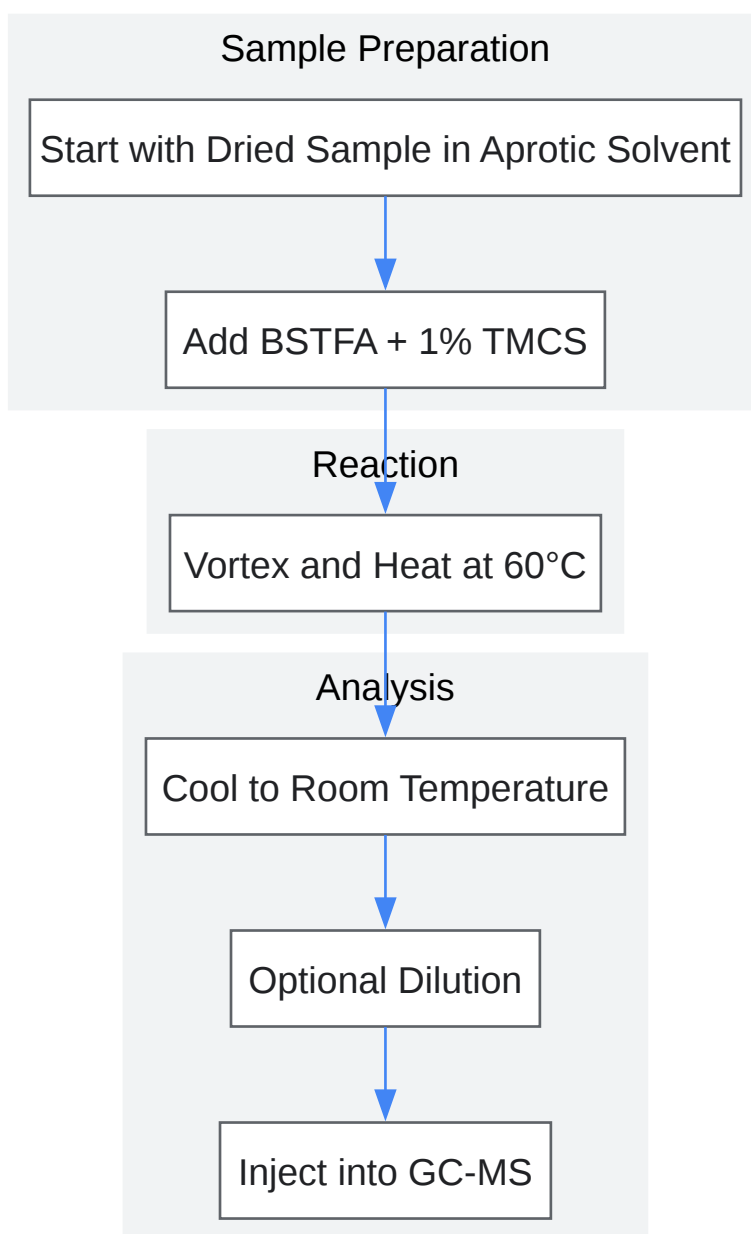 Sample Preparation
Start with Dried Sample in Aprotic Solvent
Add BSTFA + 1% TMCS
Reaction
Vortex and Heat at 60°C
Analysis
Cool to Room Temperature
Optional Dilution
Inject into GC-MS